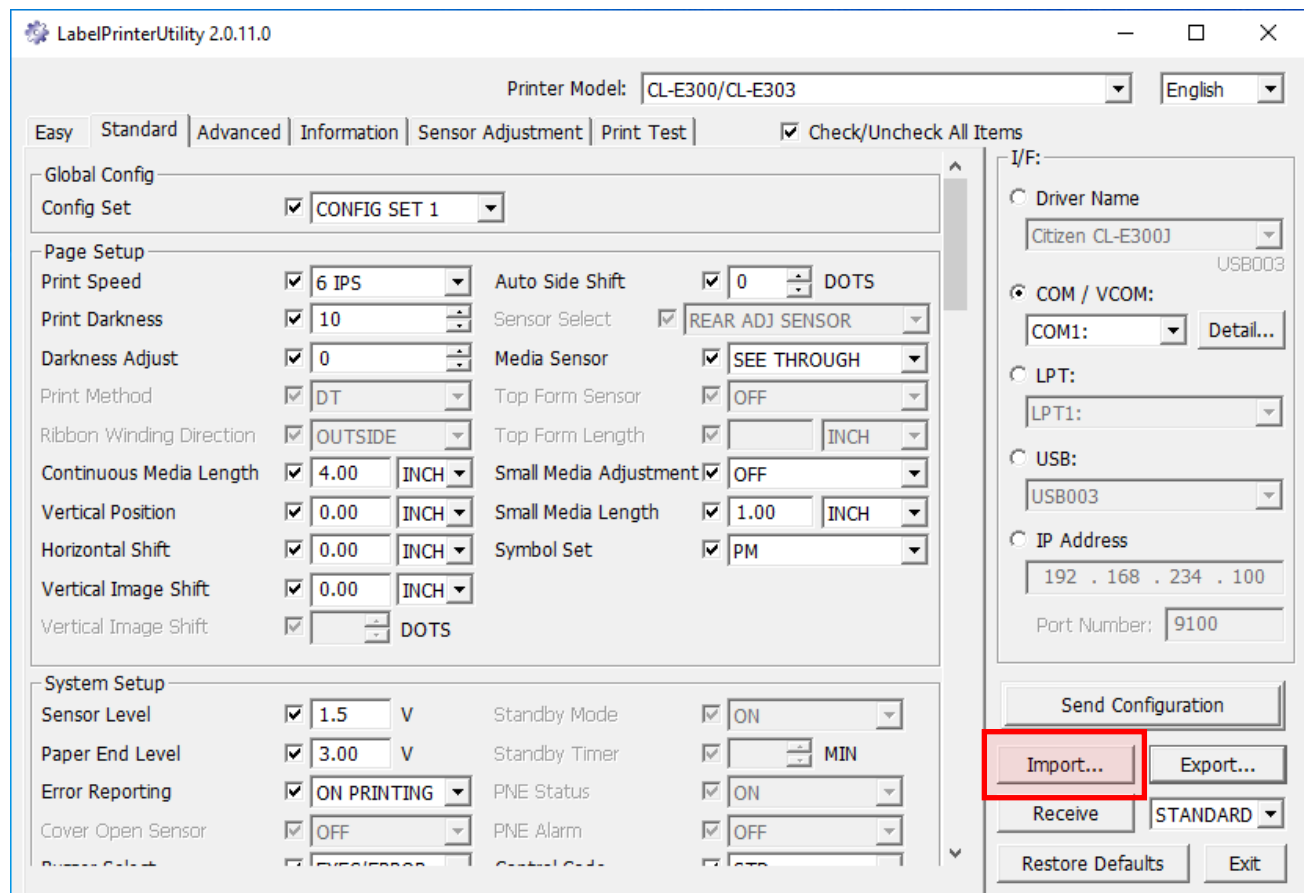 LabelPrinterUtility 2.0.11.0
Printer Model: CL-E300/CL-E303 English
Easy Standard Advanced Information Sensor Adjustment Print Test Check/Uncheck All Items
Global Config
Config Set CONFIG SET 1
Page Setup
Print Speed 6 IPS Auto Side Shift 0 DOTS
Print Darkness 10 Sensor Select REAR ADJ SENSOR
Darkness Adjust 0 Media Sensor SEE THROUGH
Print Method DT Top Form Sensor OFF
Ribbon Winding Direction OUTSIDE Top Form Length INCH
Continuous Media Length 4.00 INCH Small Media Adjustment OFF
Vertical Position 0.00 INCH Small Media Length 1.00 INCH
Horizontal Shift 0.00 INCH Symbol Set PM
Vertical Image Shift 0.00 INCH
Vertical Image Shift DOTS
System Setup
Sensor Level 1.5 V Standby Mode ON
Paper End Level 3.00 V Standby Timer MIN
Error Reporting ON PRINTING PNE Status ON
Cover Open Sensor OFF PNE Alarm OFF
I/F:
Driver Name
Citizen CL-E300J
USB003
COM / VCOM:
COM1: Detail...
LPT:
LPT1:
USB:
USB003
IP Address
192 . 168 . 234 . 100
Port Number: 9100
Send Configuration
Import... Export...
Receive STANDARD
Restore Defaults Exit